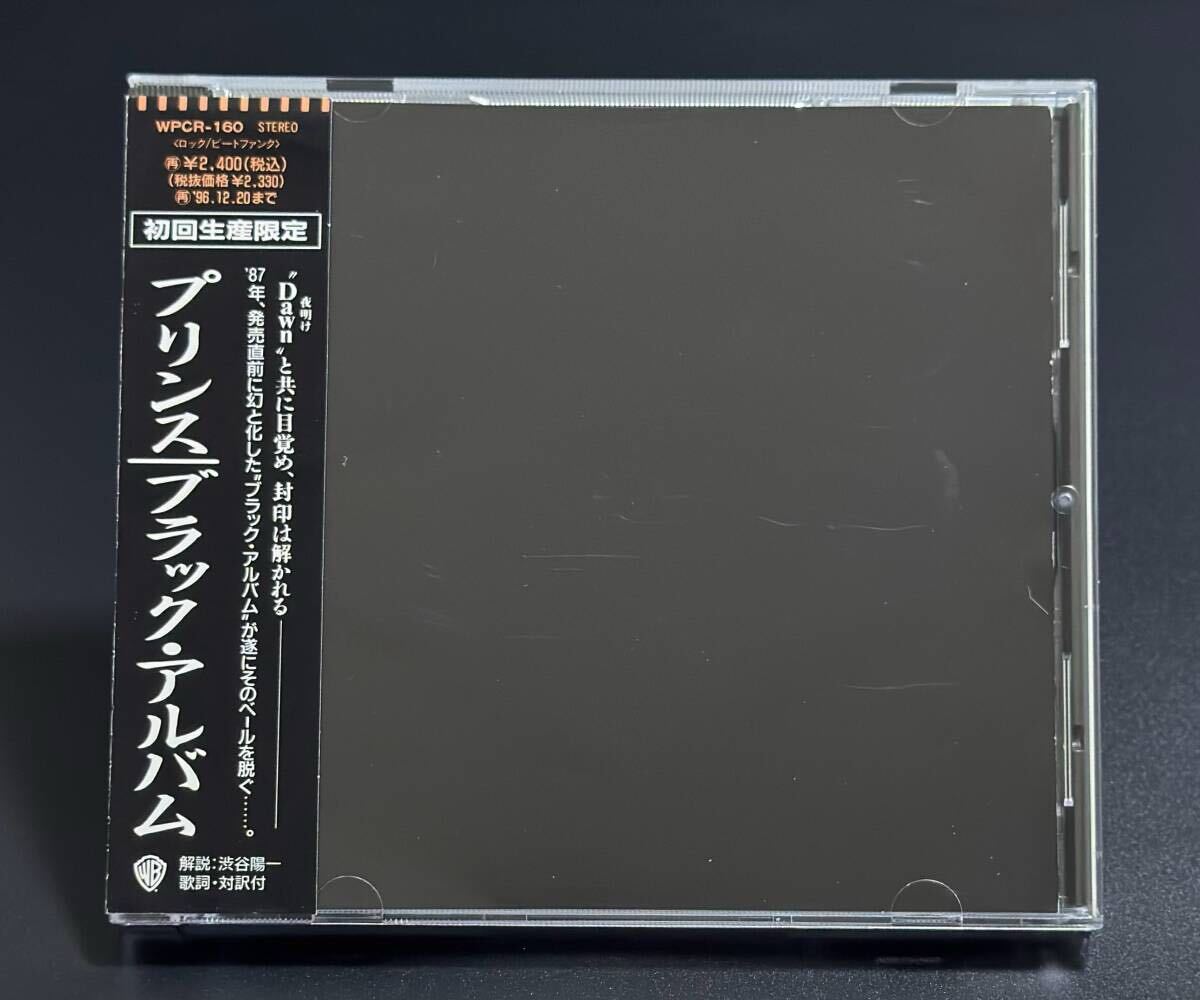 WPCR-160 STEREO
〈ロック/ビートファンク〉
再¥2,400(税込)
(税抜価格¥2,330)
再'96.12.20まで
初回生産限定
プリンス/ブラック・アルバム
“Dawn”と共に目覚め、封印は解かれる―
夜明け
'87年、発売直前に幻と化した“ブラック・アルバム”が遂にそのベールを脱ぐ……。
WB
解説:渋谷陽一
歌詞・対訳付